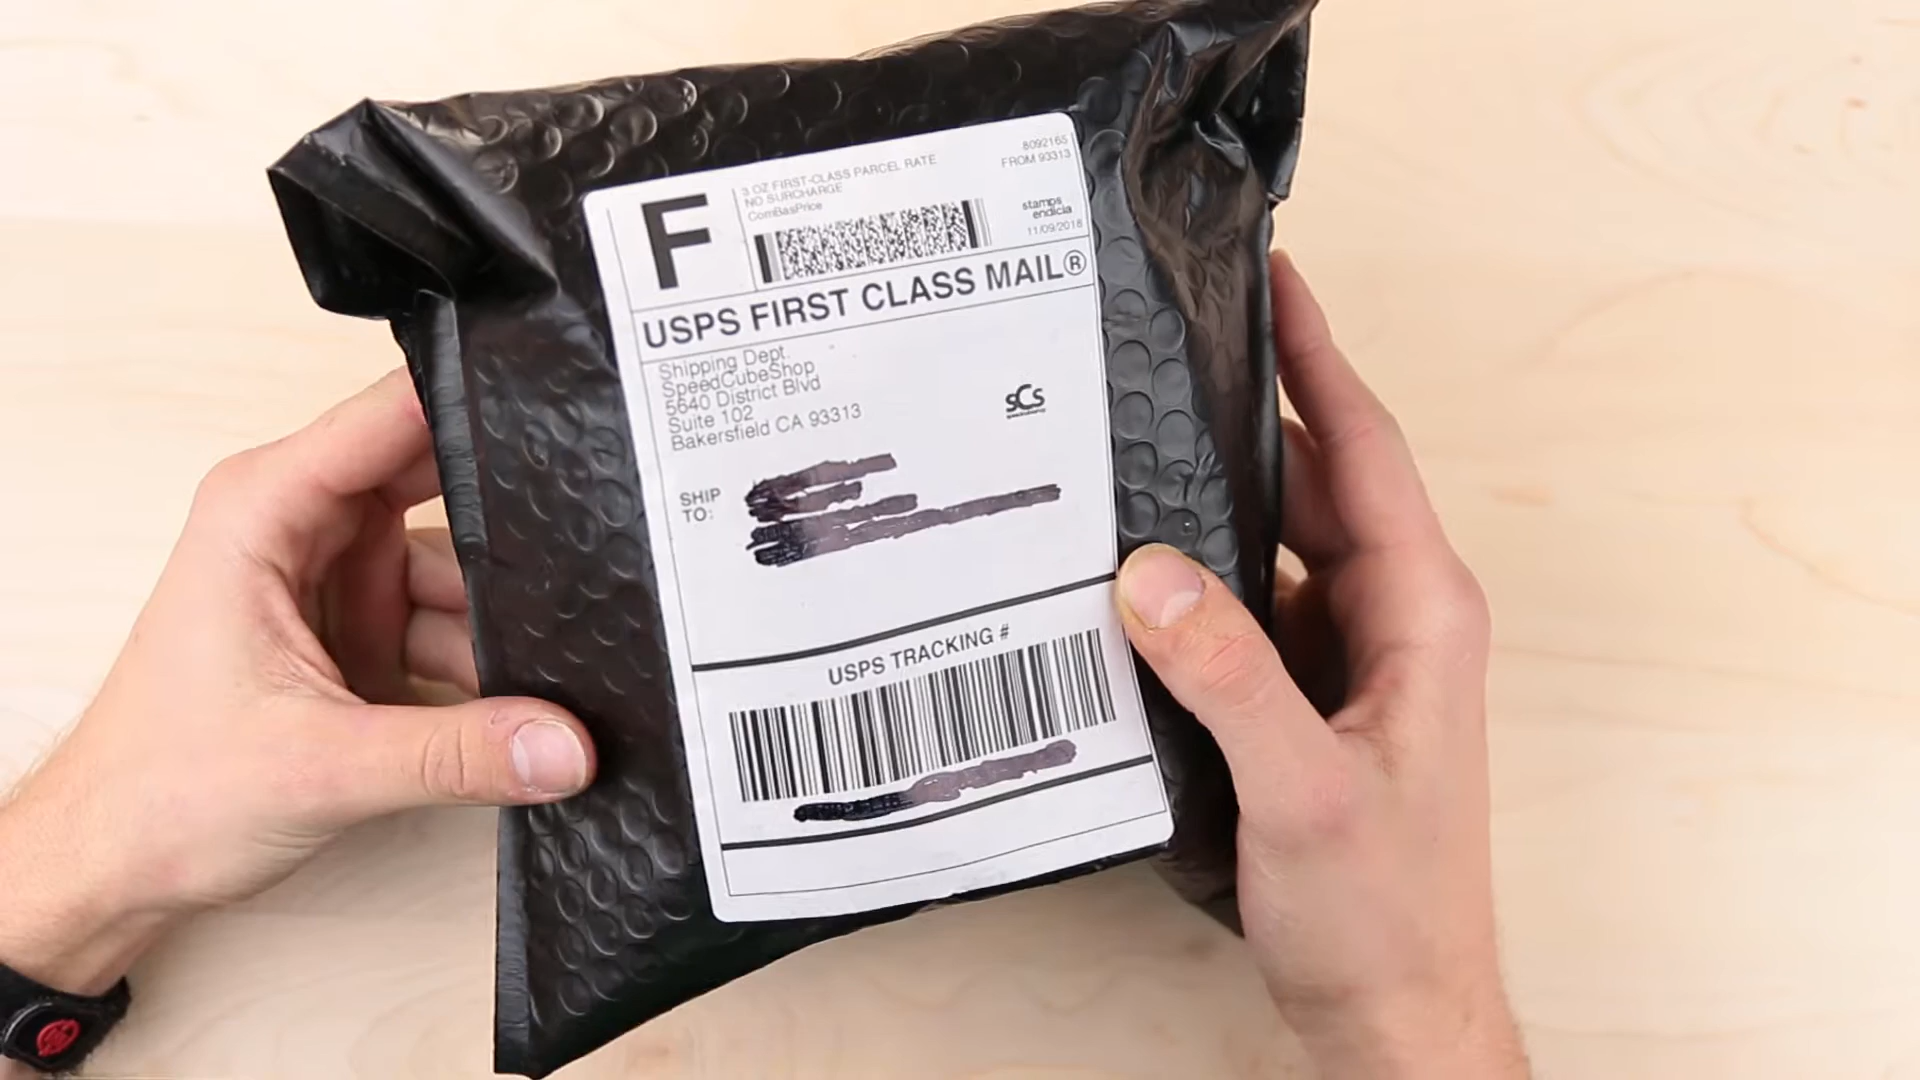 F
3 OZ FIRST-CLASS PARCEL RATE
NO SURCHARGE
ComBasPrice
8092165
FROM 93313
stamps
endicia
11/09/2018
USPS FIRST CLASS MAIL®
Shipping Dept.
SpeedCubeShop
5640 District Blvd
Suite 102
Bakersfield CA 93313
sCs
SHIP
TO:
USPS TRACKING #